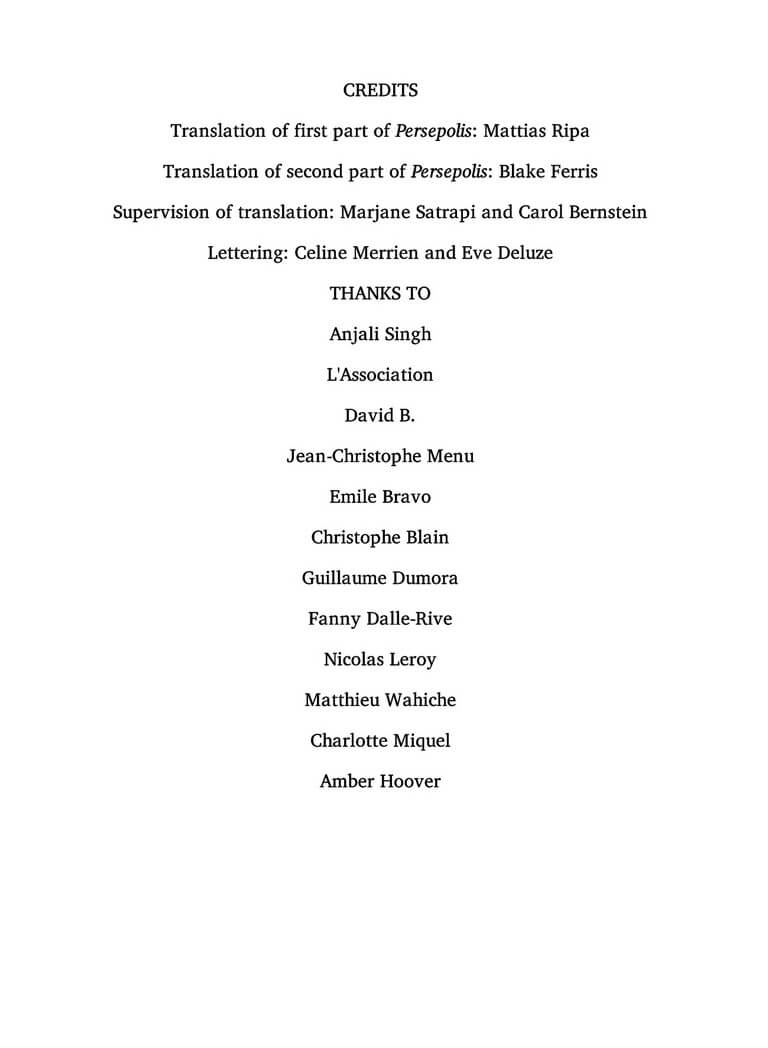 CREDITS
Translation of first part of Persepolis: Mattias Ripa
Translation of second part of Persepolis: Blake Ferris
Supervision of translation: Marjane Satrapi and Carol Bernstein
Lettering: Celine Merrien and Eve Deluze
THANKS TO
Anjali Singh
L'Association
David B.
Jean-Christophe Menu
Emile Bravo
Christophe Blain
Guillaume Dumora
Fanny Dalle-Rive
Nicolas Leroy
Matthieu Wahiche
Charlotte Miquel
Amber Hoover